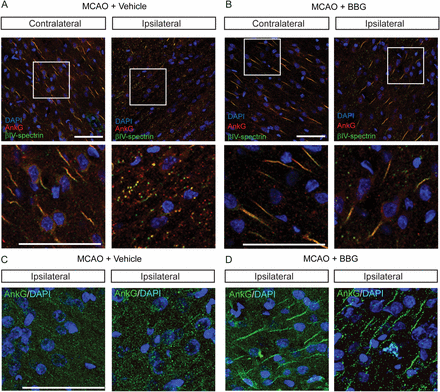 A
MCAO + Vehicle
Contralateral
Ipsilateral
DAPI
AnkG
βIV-spectrin
DAPI
AnkG
βIV-spectrin
B
MCAO + BBG
Contralateral
Ipsilateral
DAPI
AnkG
βIV-spectrin
DAPI
AnkG
βIV-spectrin
C
MCAO + Vehicle
Ipsilateral
Ipsilateral
AnkG/DAPI
AnkG/DAPI
D
MCAO + BBG
Ipsilateral
Ipsilateral
AnkG/DAPI
AnkG/DAPI